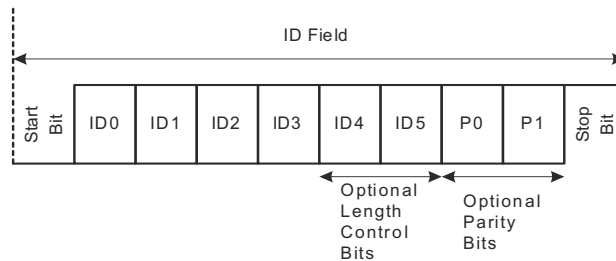 ID Field
Start Bit
ID0 ID1 ID2 ID3 ID4 ID5 P0 P1
Stop Bit
Optional
Length
Control
Bits
Optional
Parity
Bits